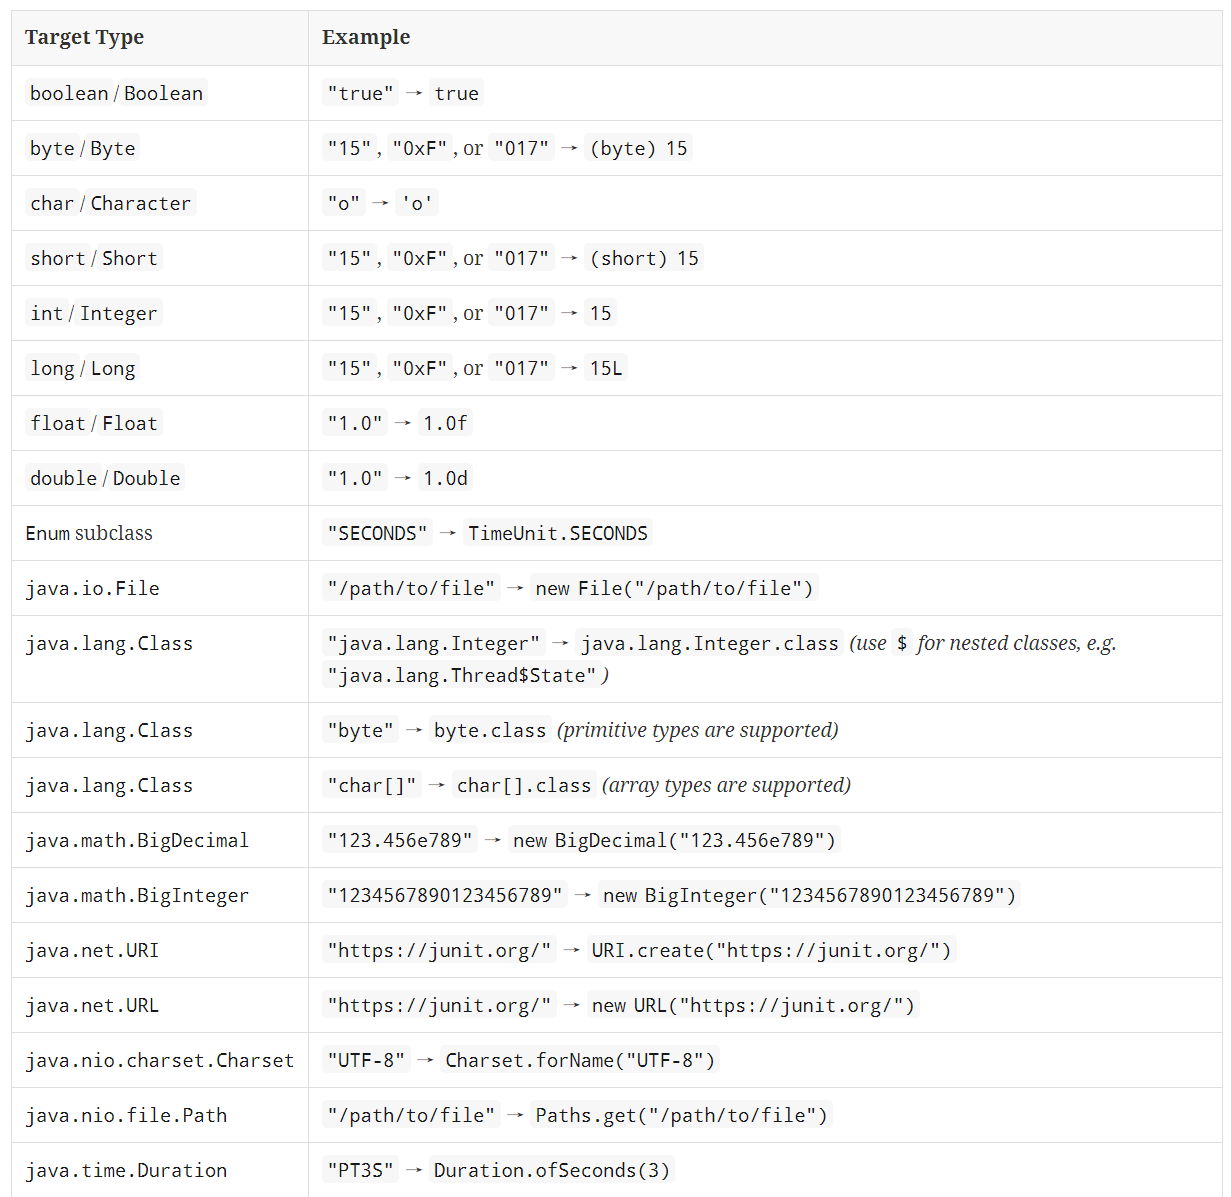 Target Type Example
boolean / Boolean "true" → true
byte / Byte "15", "0xF", or "017" → (byte) 15
char / Character "o" → 'o'
short / Short "15", "0xF", or "017" → (short) 15
int / Integer "15", "0xF", or "017" → 15
long / Long "15", "0xF", or "017" → 15L
float / Float "1.0" → 1.0f
double / Double "1.0" → 1.0d
Enum subclass "SECONDS" → TimeUnit.SECONDS
java.io.File "/path/to/file" → new File("/path/to/file")
java.lang.Class "java.lang.Integer" → java.lang.Integer.class (use $ for nested classes, e.g.
"java.lang.Thread$State")
java.lang.Class "byte" → byte.class (primitive types are supported)
java.lang.Class "char[]" → char[].class (array types are supported)
java.math.BigDecimal "123.456e789" → new BigDecimal("123.456e789")
java.math.BigInteger "1234567890123456789" → new BigInteger("1234567890123456789")
java.net.URI "https://junit.org/" → URI.create("https://junit.org/")
java.net.URL "https://junit.org/" → new URL("https://junit.org/")
java.nio.charset.Charset "UTF-8" → Charset.forName("UTF-8")
java.nio.file.Path "/path/to/file" → Paths.get("/path/to/file")
java.time.Duration "PT3S" → Duration.ofSeconds(3)